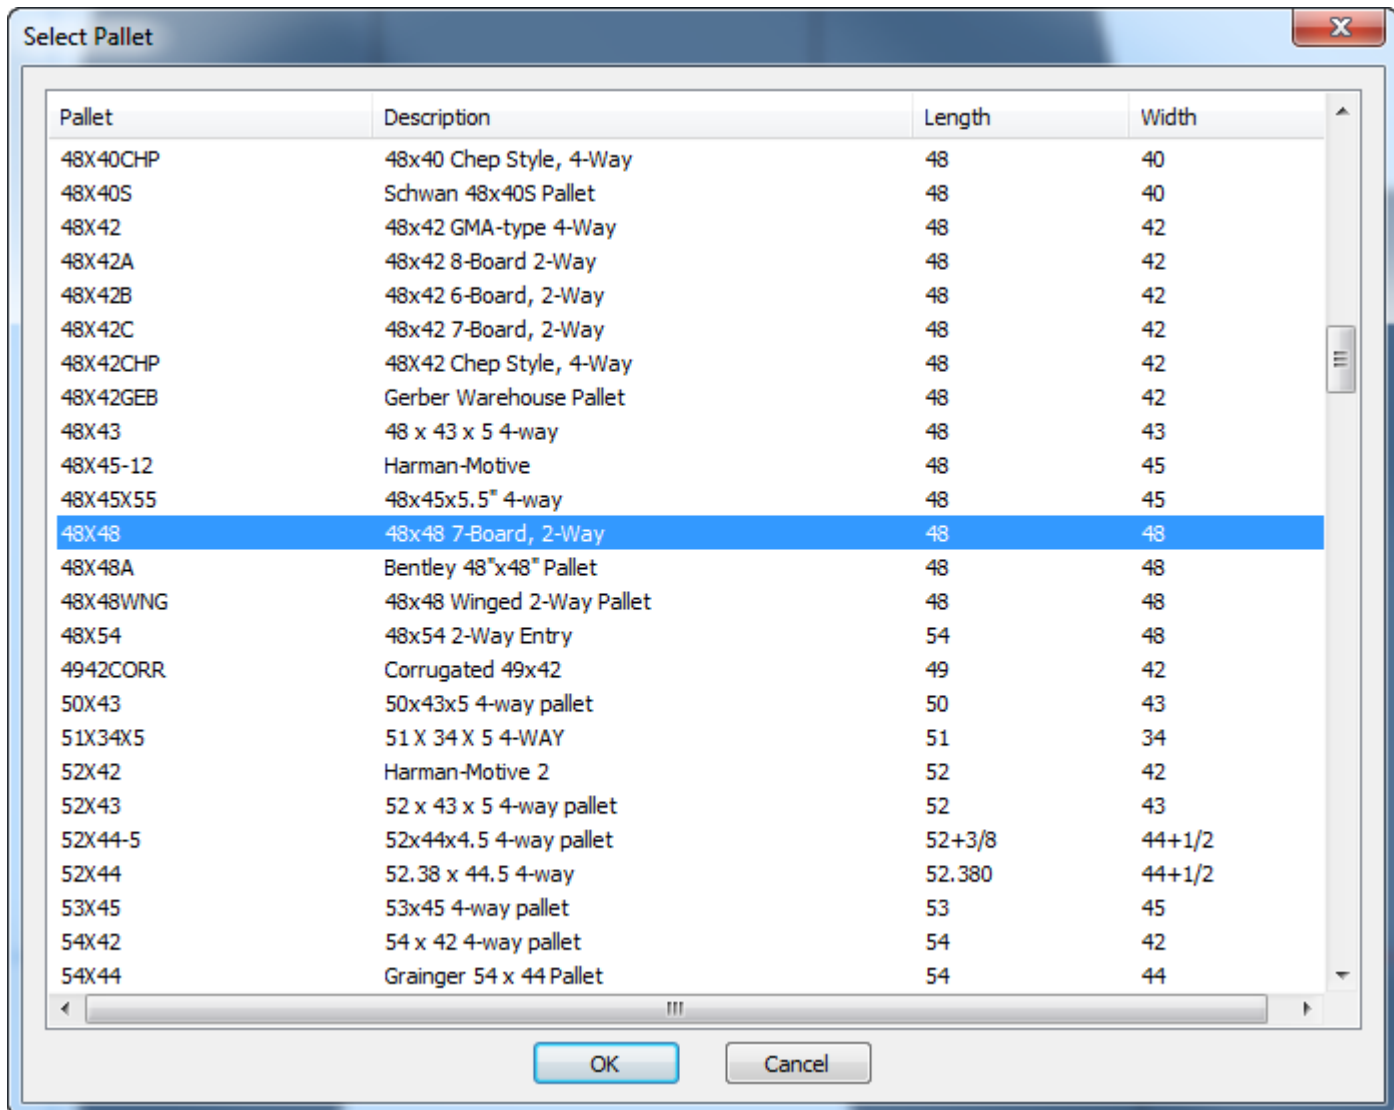 Select Pallet
Pallet Description Length Width
48X40CHP 48x40 Chep Style, 4-Way 48 40
48X40S Schwan 48x40S Pallet 48 40
48X42 48x42 GMA-type 4-Way 48 42
48X42A 48x42 8-Board 2-Way 48 42
48X42B 48x42 6-Board, 2-Way 48 42
48X42C 48x42 7-Board, 2-Way 48 42
48X42CHP 48X42 Chep Style, 4-Way 48 42
48X42GEB Gerber Warehouse Pallet 48 42
48X43 48 x 43 x 5 4-way 48 43
48X45-12 Harman-Motive 48 45
48X45X55 48x45x5.5" 4-way 48 45
48X48 48x48 7-Board, 2-Way 48 48
48X48A Bentley 48"x48" Pallet 48 48
48X48WNG 48x48 Winged 2-Way Pallet 48 48
48X54 48x54 2-Way Entry 54 48
4942CORR Corrugated 49x42 49 42
50X43 50x43x5 4-way pallet 50 43
51X34X5 51 X 34 X 5 4-WAY 51 34
52X42 Harman-Motive 2 52 42
52X43 52 x 43 x 5 4-way pallet 52 43
52X44-5 52x44x4.5 4-way pallet 52+3/8 44+1/2
52X44 52.38 x 44.5 4-way 52.380 44+1/2
53X45 53x45 4-way pallet 53 45
54X42 54 x 42 4-way pallet 54 42
54X44 Grainger 54 x 44 Pallet 54 44
OK Cancel